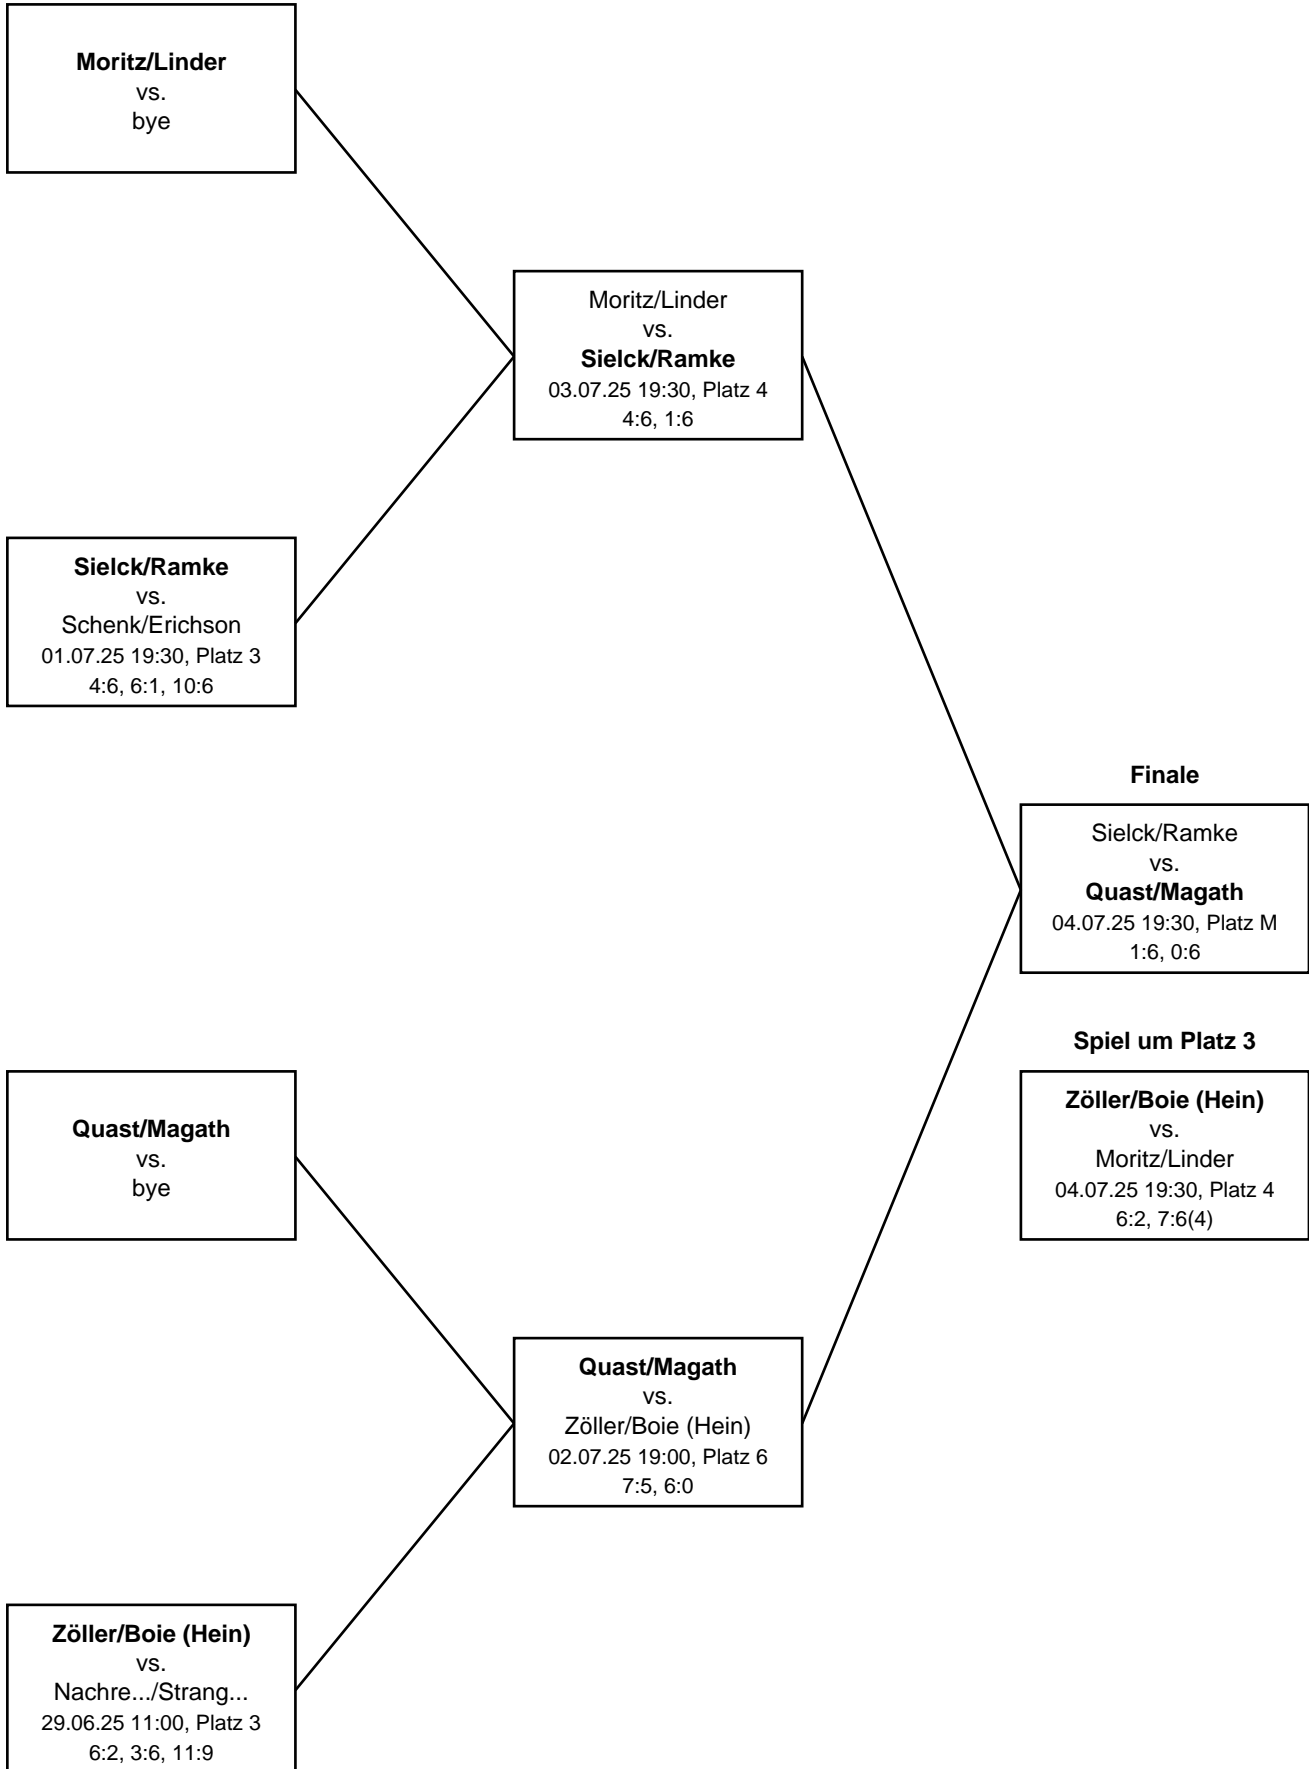 Moritz/Linder
vs.
bye
Sielck/Ramke
vs.
Schenk/Erichson
01.07.25 19:30, Platz 3
4:6, 6:1, 10:6
Quast/Magath
vs.
bye
Zöller/Boie (Hein)
vs.
Nachre.../Strang...
29.06.25 11:00, Platz 3
6:2, 3:6, 11:9
Moritz/Linder
vs.
Sielck/Ramke
03.07.25 19:30, Platz 4
4:6, 1:6
Quast/Magath
vs.
Zöller/Boie (Hein)
02.07.25 19:00, Platz 6
7:5, 6:0
Finale
Sielck/Ramke
vs.
Quast/Magath
04.07.25 19:30, Platz M
1:6, 0:6
Spiel um Platz 3
Zöller/Boie (Hein)
vs.
Moritz/Linder
04.07.25 19:30, Platz 4
6:2, 7:6(4)